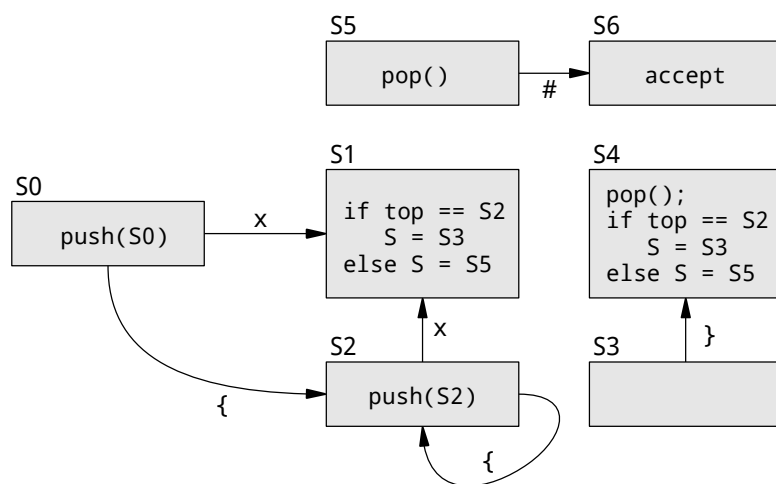 S5
pop()
#
S6
accept
S0
push(S0)
x
S1
if top == S2
S = S3
else S = S5
S4
pop();
if top == S2
S = S3
else S = S5
{
S2
push(S2)
x
{
S3
}